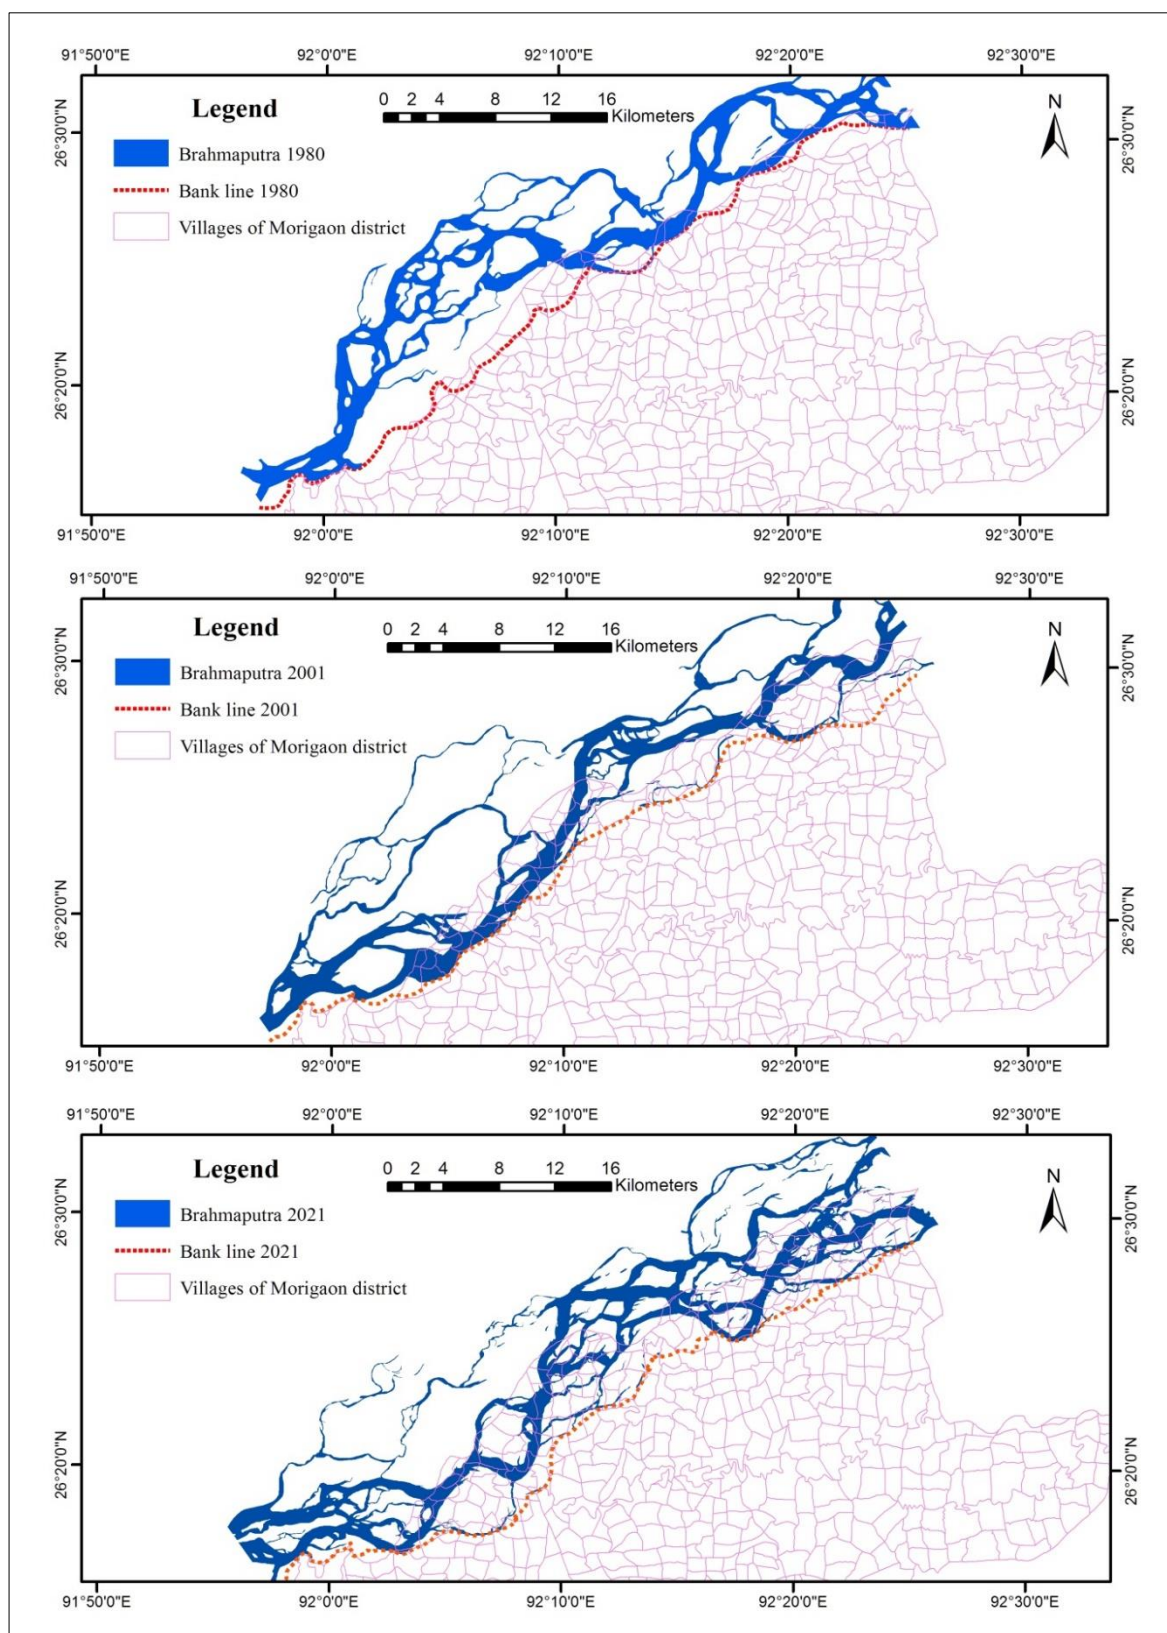 91°50'0"E 92°0'0"E 92°10'0"E 92°20'0"E 92°30'0"E
Legend
0 2 4 8 12 16
Kilometers
N
26°30'0"N 26°30'0"N
Brahmaputra 1980
Bank line 1980
Villages of Morigaon district
26°20'0"N 26°20'0"N
91°50'0"E 92°0'0"E 92°10'0"E 92°20'0"E 92°30'0"E
91°50'0"E 92°0'0"E 92°10'0"E 92°20'0"E 92°30'0"E
Legend
0 2 4 8 12 16
Kilometers
N
26°30'0"N 26°30'0"N
Brahmaputra 2001
Bank line 2001
Villages of Morigaon district
26°20'0"N 26°20'0"N
91°50'0"E 92°0'0"E 92°10'0"E 92°20'0"E 92°30'0"E
91°50'0"E 92°0'0"E 92°10'0"E 92°20'0"E 92°30'0"E
Legend
0 2 4 8 12 16
Kilometers
N
26°30'0"N 26°30'0"N
Brahmaputra 2021
Bank line 2021
Villages of Morigaon district
26°20'0"N 26°20'0"N
91°50'0"E 92°0'0"E 92°10'0"E 92°20'0"E 92°30'0"E